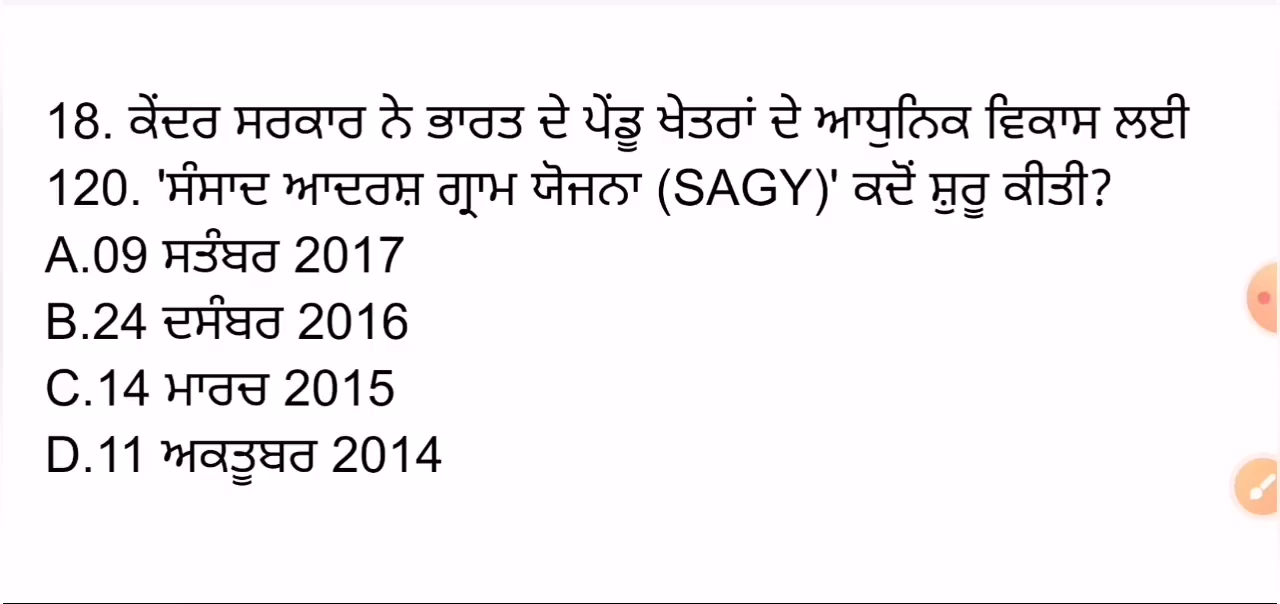 18. ਕੇਂਦਰ ਸਰਕਾਰ ਨੇ ਭਾਰਤ ਦੇ ਪੇਂਡੂ ਖੇਤਰਾਂ ਦੇ ਆਧੁਨਿਕ ਵਿਕਾਸ ਲਈ
120. 'ਸੰਸਾਦ ਆਦਰਸ਼ ਗ੍ਰਾਮ ਯੋਜਨਾ (SAGY)' ਕਦੋਂ ਸ਼ੁਰੂ ਕੀਤੀ?
A.09 ਸਤੰਬਰ 2017
B.24 ਦਸੰਬਰ 2016
C.14 ਮਾਰਚ 2015
D.11 ਅਕਤੂਬਰ 2014